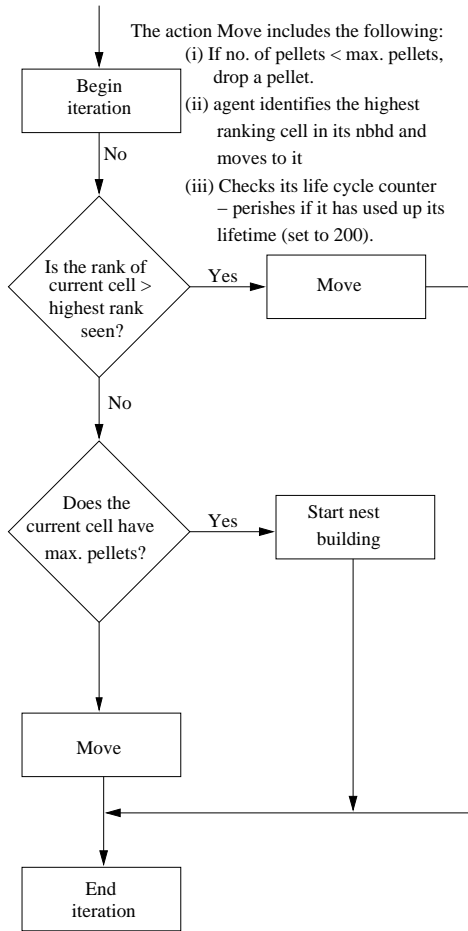 The action Move includes the following:
(i) If no. of pellets < max. pellets,
drop a pellet.
(ii) agent identifies the highest
ranking cell in its nbhd and
moves to it
(iii) Checks its life cycle counter
– perishes if it has used up its
lifetime (set to 200).
Begin
iteration
No
Is the rank of
current cell >
highest rank
seen?
Yes
Move
No
Does the
current cell have
max. pellets?
Yes
Start nest
building
Move
End
iteration